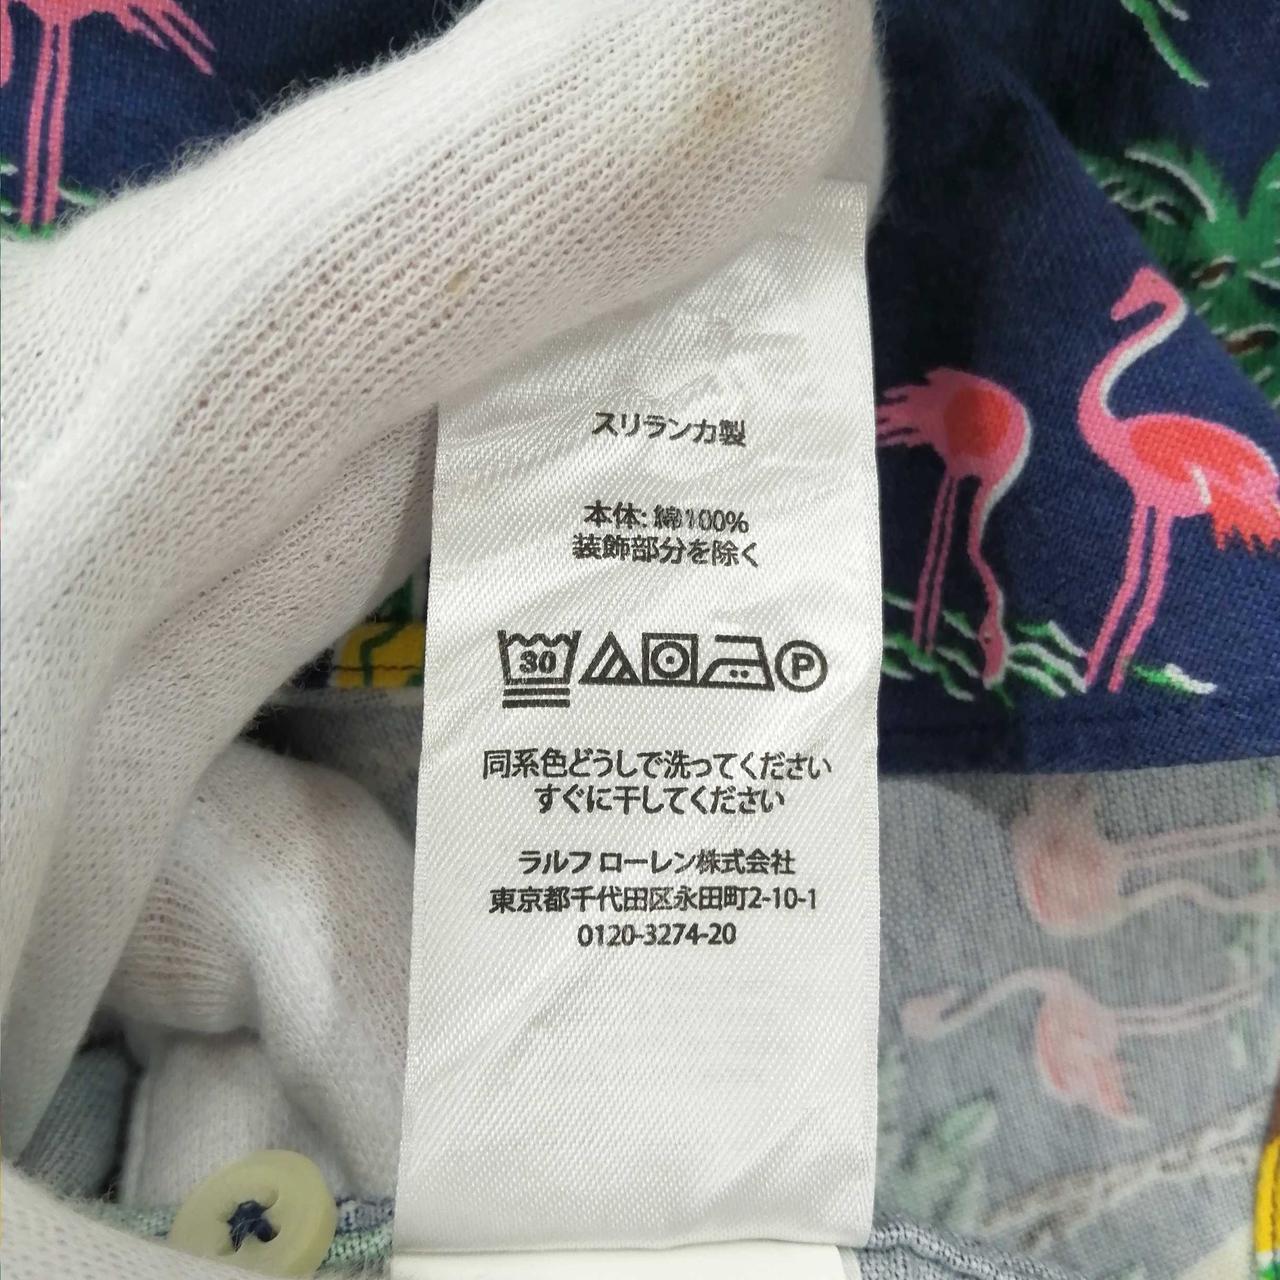 スリランカ製
本体: 綿100%
装飾部分を除く
30 P
同系色どうしで洗ってください
すぐに干してください
ラルフ ローレン株式会社
東京都千代田区永田町2-10-1
0120-3274-20